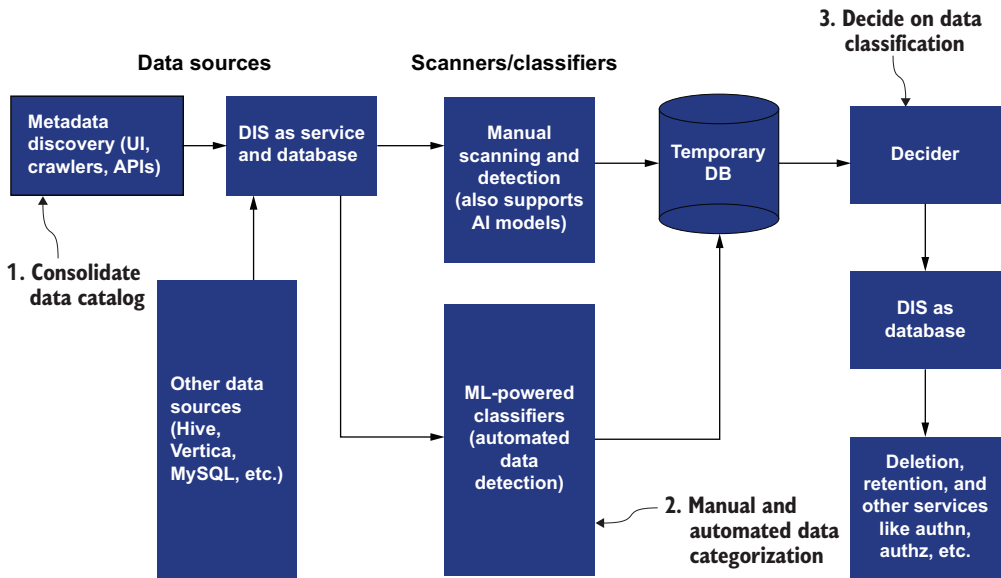 3. Decide on data
classification
Data sources
Scanners/classifiers
Metadata
discovery (UI,
crawlers, APIs)
DIS as service
and database
Manual
scanning and
detection
(also supports
AI models)
Temporary
DB
Decider
1. Consolidate
data catalog
Other data
sources
(Hive,
Vertica,
MySQL, etc.)
ML-powered
classifiers
(automated
data
detection)
DIS as
database
2. Manual and
automated data
categorization
Deletion,
retention, and
other services
like authn,
authz, etc.